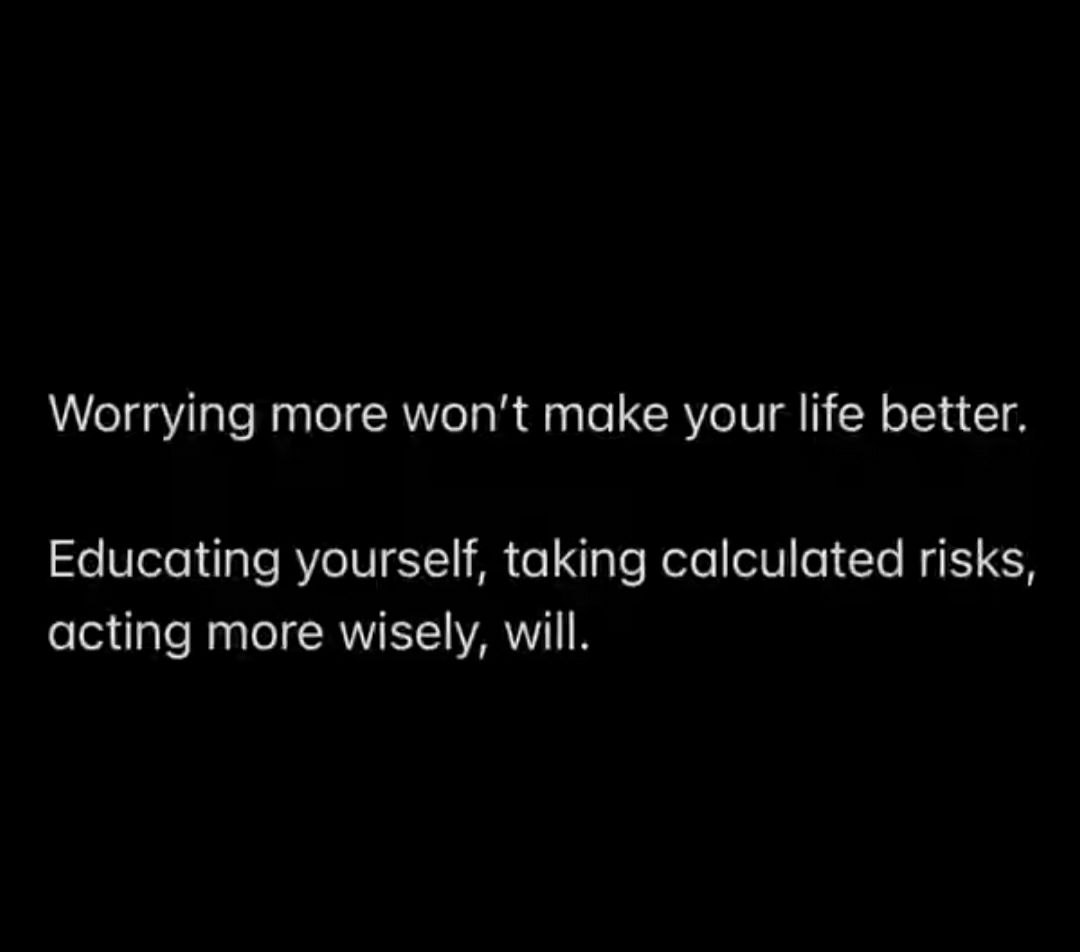 Worrying more won’t make your life better.
Educating yourself, taking calculated risks,
acting more wisely, will.